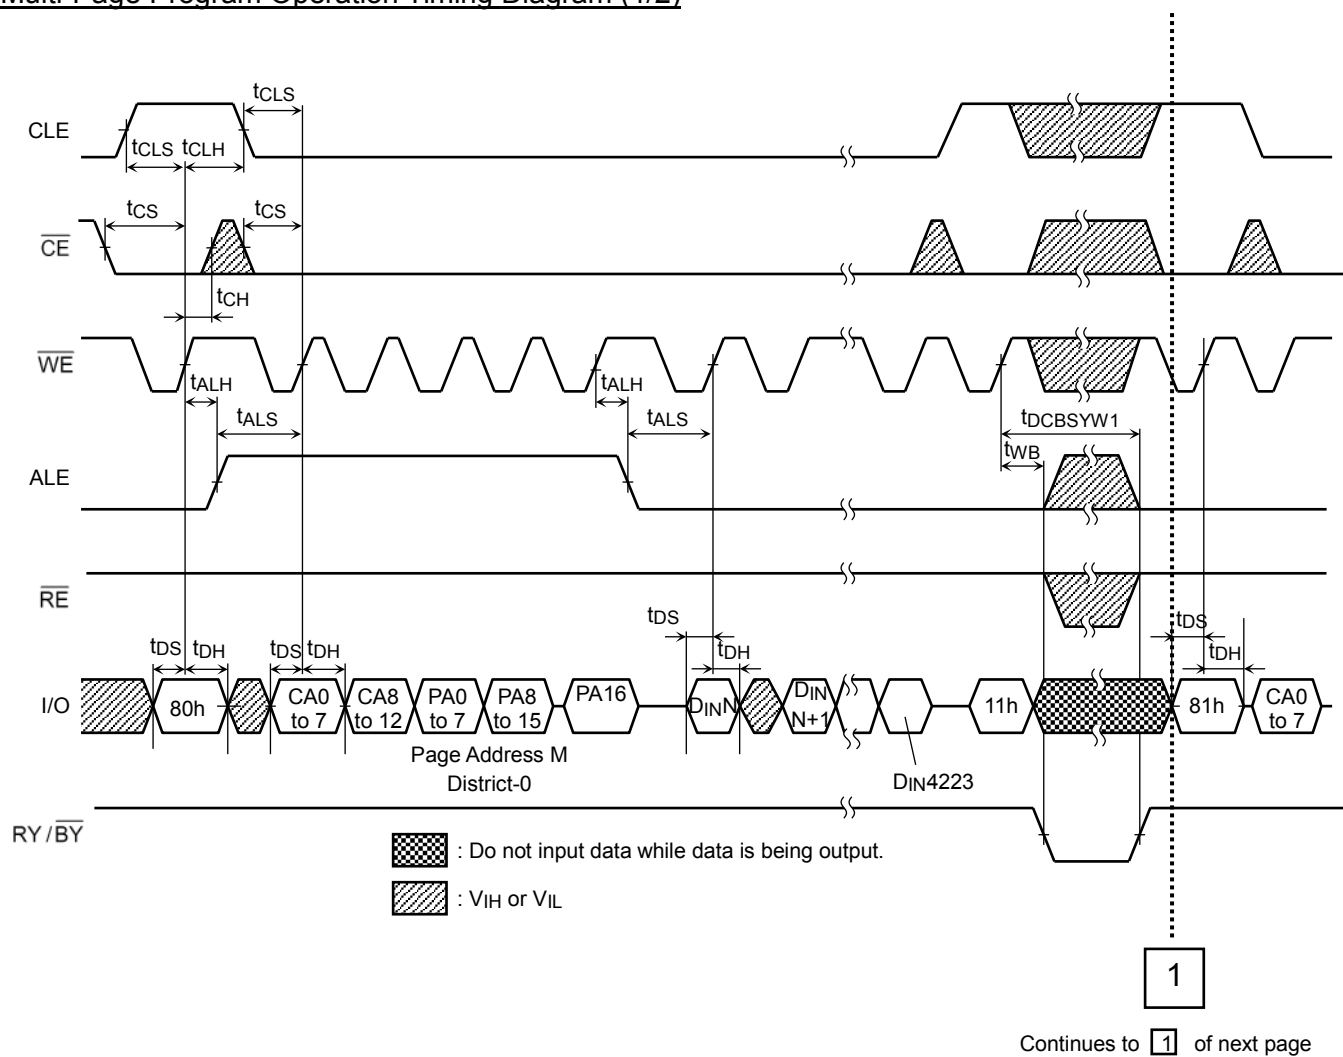 Multi-Page Program Operation Timing Diagram (1/2)
tCLS
CLE
tCLS tCLH
tCS tCS
CE
tCH
WE
tALH tALH
tALS tALS tDCBSYW1
tWB
ALE
RE
tDS tDH tDS tDH tDS tDH tDS tDH
I/O
80h
CA0 to 7
CA8 to 12
PA0 to 7
PA8 to 15
PA16
DINN
DIN N+1
11h
81h
CA0 to 7
Page Address M
District-0
DIN4223
RY/BY
: Do not input data while data is being output.
: VIH or VIL
1
Continues to 1 of next page